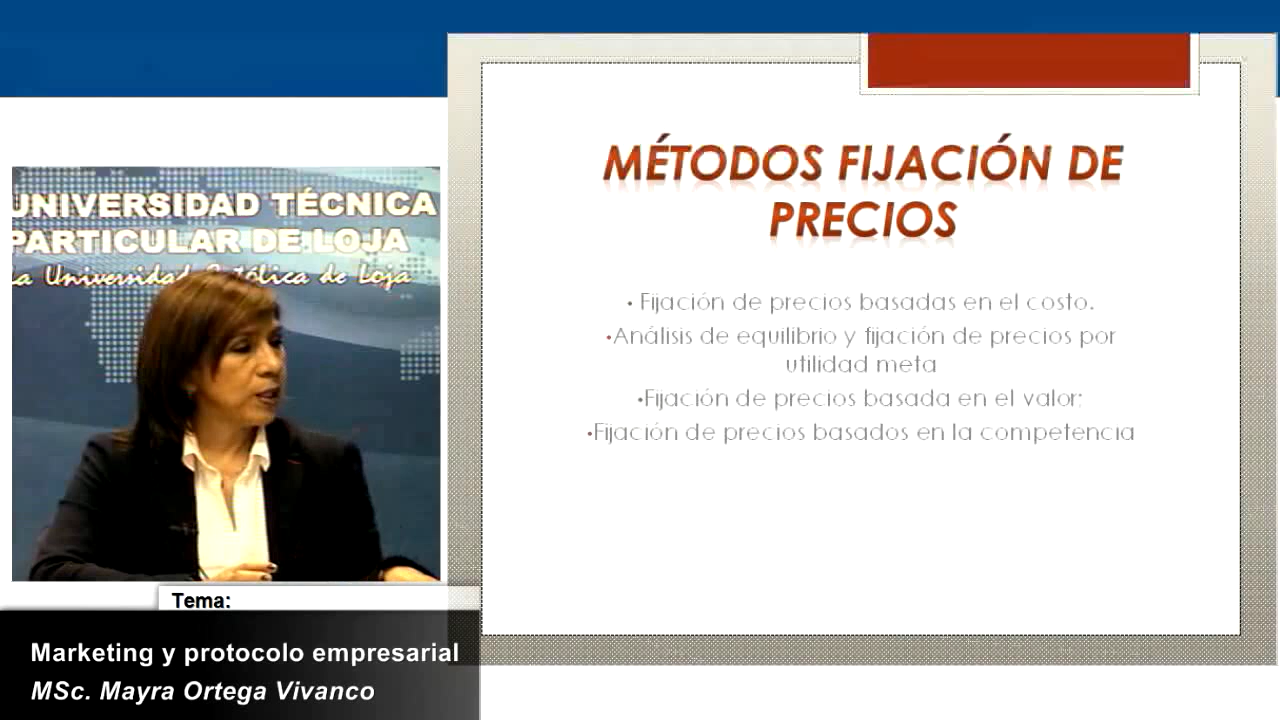 UNIVERSIDAD TÉCNICA
PARTICULAR DE LOJA
la Universidad Católica de Loja
Tema:
Marketing y protocolo empresarial
MSc. Mayra Ortega Vivanco
MÉTODOS FIJACIÓN DE
PRECIOS
• Fijación de precios basadas en el costo.
•Análisis de equilibrio y fijación de precios por
utilidad meta
•Fijación de precios basada en el valor;
•Fijación de precios basados en la competencia